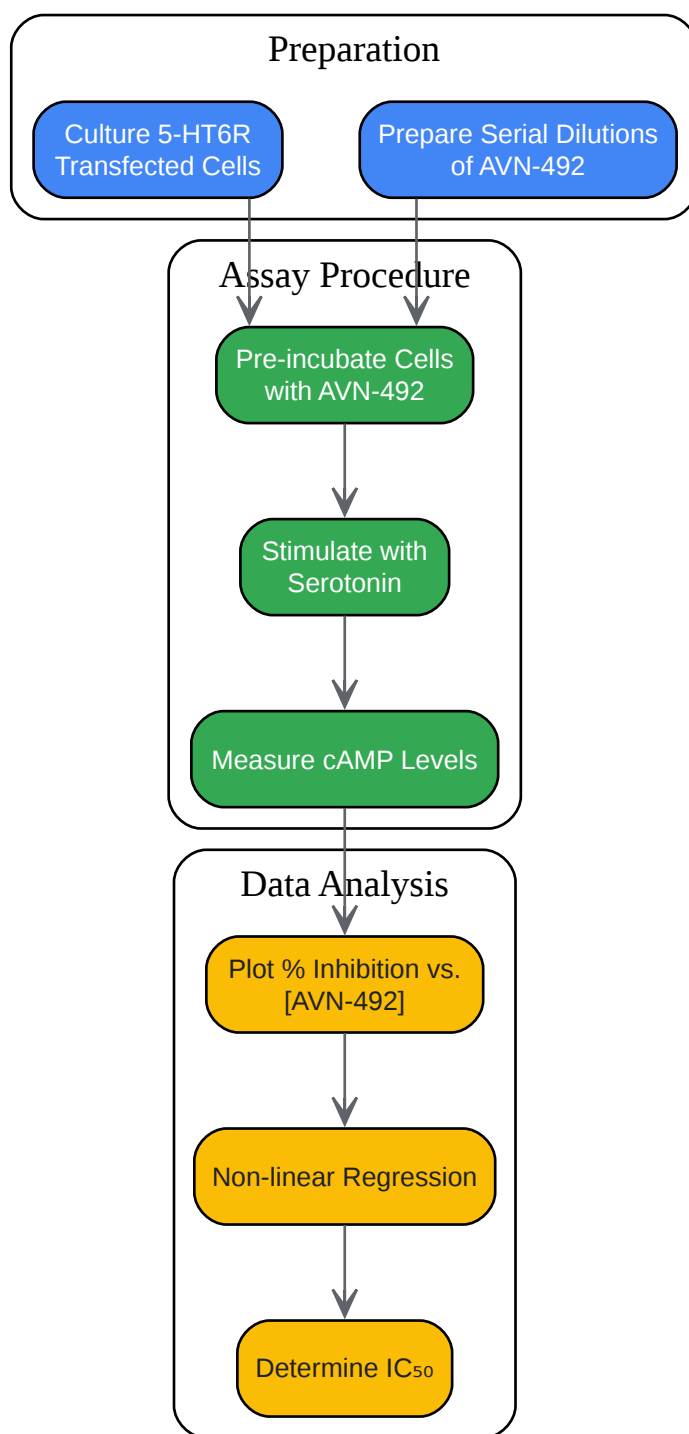 Preparation
Culture 5-HT6R
Transfected Cells
Prepare Serial Dilutions
of AVN-492
Assay Procedure
Pre-incubate Cells
with AVN-492
Stimulate with
Serotonin
Measure cAMP Levels
Data Analysis
Plot % Inhibition vs.
[AVN-492]
Non-linear Regression
Determine IC₅₀